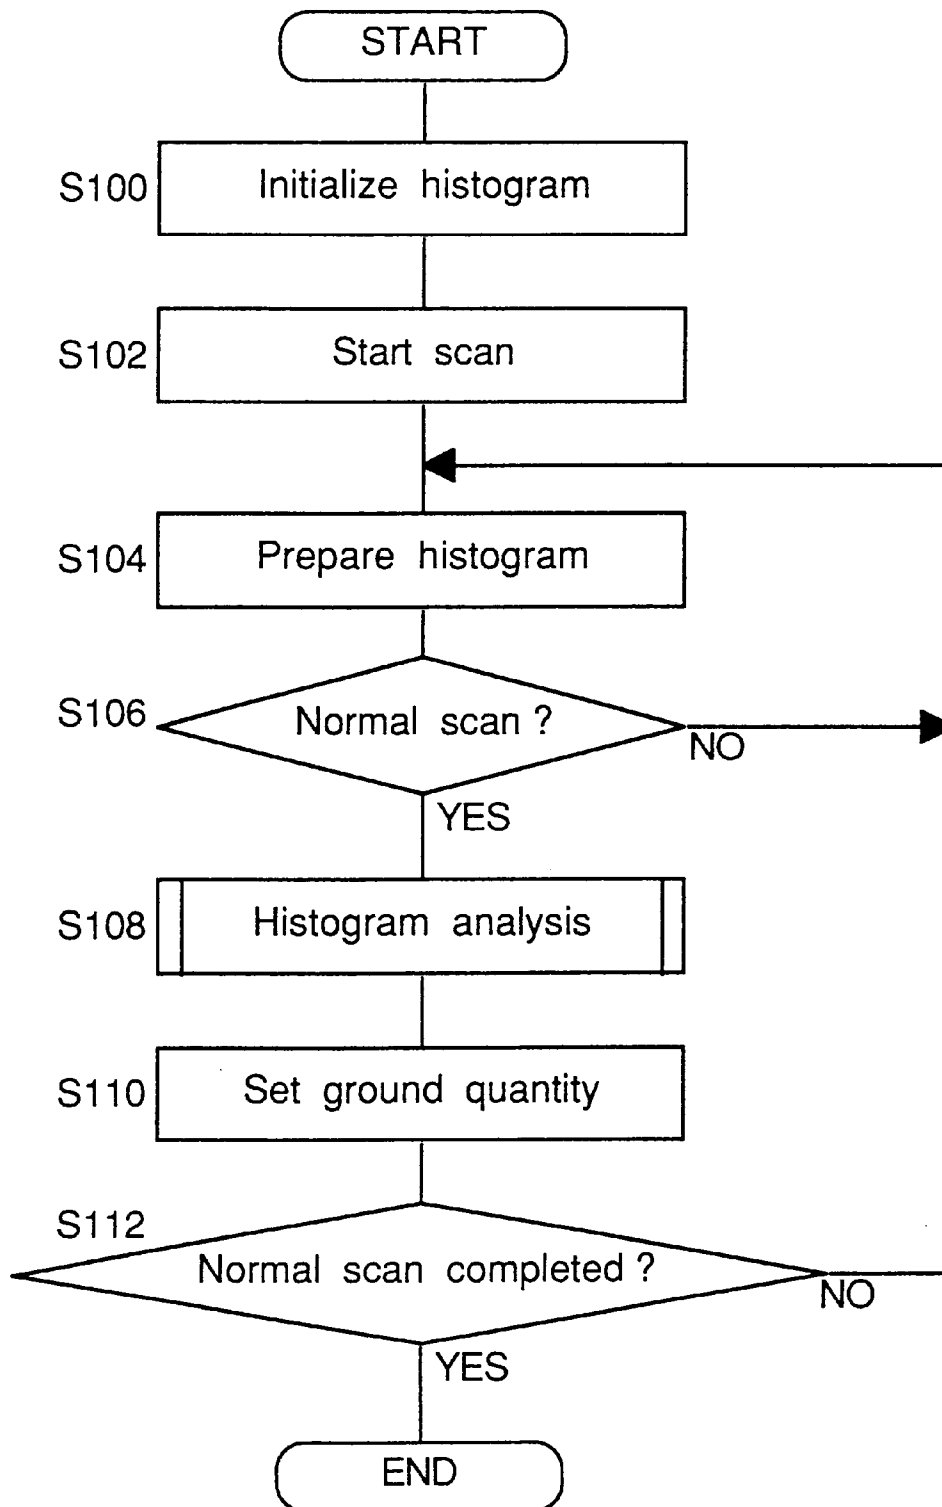 START
S100
Initialize histogram
S102
Start scan
S104
Prepare histogram
S106
Normal scan ?
NO
YES
S108
Histogram analysis
S110
Set ground quantity
S112
Normal scan completed ?
NO
YES
END